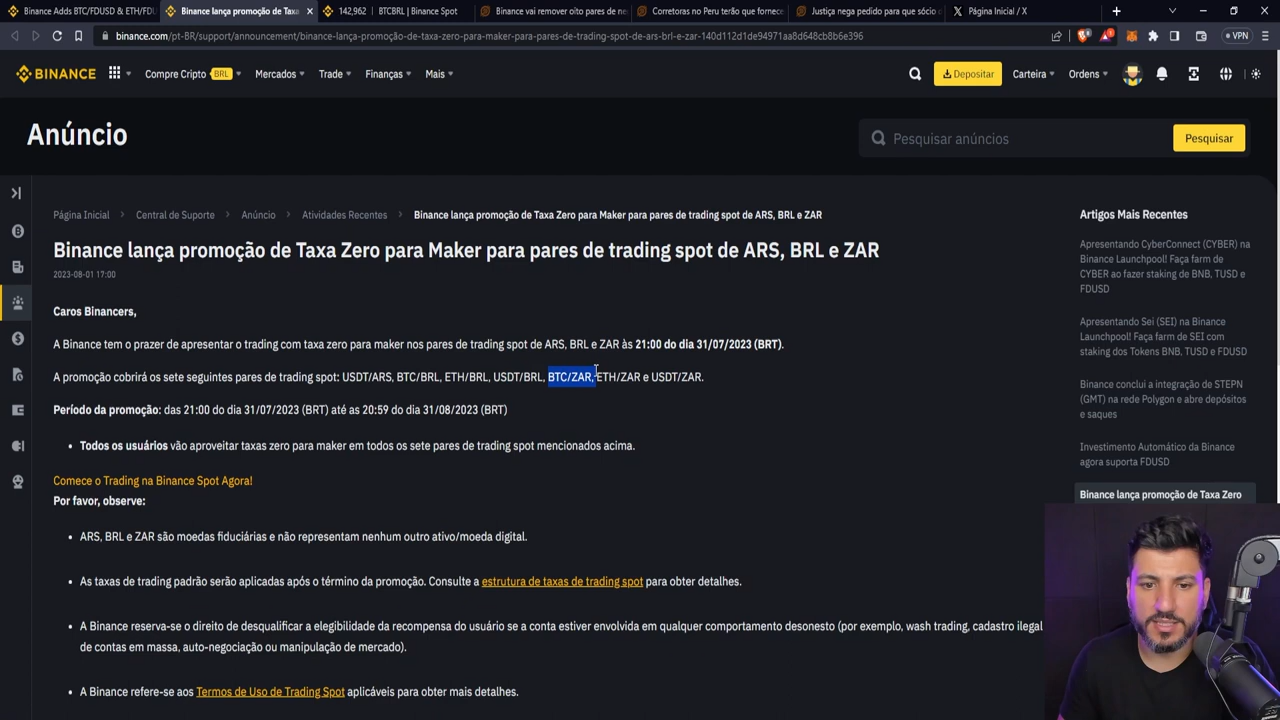 Binance Adds BTC/FDUSD & ETH/FDU
Binance lança promoção de Taxa
142,962 | BTCBRL | Binance Spot
Binance vai remover oito pares de ne
Corretoras no Peru terão que fornece
Justiça nega pedido para que sócio d
Página Inicial / X
binance.com/pt-BR/support/announcement/binance-lança-promoção-de-taxa-zero-para-maker-para-pares-de-trading-spot-de-ars-brl-e-zar-140d112d1de94971aa8d648cb8b6e396
VPN
BINANCE
Compre Cripto BRL
Mercados
Trade
Finanças
Mais
Depositar
Carteira
Ordens
Anúncio
Pesquisar anúncios
Pesquisar
Página Inicial > Central de Suporte > Anúncio > Atividades Recentes > Binance lança promoção de Taxa Zero para Maker para pares de trading spot de ARS, BRL e ZAR
Binance lança promoção de Taxa Zero para Maker para pares de trading spot de ARS, BRL e ZAR
2023-08-01 17:00
Caros Binancers,
A Binance tem o prazer de apresentar o trading com taxa zero para maker nos pares de trading spot de ARS, BRL e ZAR às 21:00 do dia 31/07/2023 (BRT).
A promoção cobrirá os sete seguintes pares de trading spot: USDT/ARS, BTC/BRL, ETH/BRL, USDT/BRL, BTC/ZAR, ETH/ZAR e USDT/ZAR.
Período da promoção: das 21:00 do dia 31/07/2023 (BRT) até as 20:59 do dia 31/08/2023 (BRT)
• Todos os usuários vão aproveitar taxas zero para maker em todos os sete pares de trading spot mencionados acima.
Comece o Trading na Binance Spot Agora!
Por favor, observe:
• ARS, BRL e ZAR são moedas fiduciárias e não representam nenhum outro ativo/moeda digital.
• As taxas de trading padrão serão aplicadas após o término da promoção. Consulte a estrutura de taxas de trading spot para obter detalhes.
• A Binance reserva-se o direito de desqualificar a elegibilidade da recompensa do usuário se a conta estiver envolvida em qualquer comportamento desonesto (por exemplo, wash trading, cadastro ilegal
de contas em massa, auto-negociação ou manipulação de mercado).
• A Binance refere-se aos Termos de Uso de Trading Spot aplicáveis para obter mais detalhes.
Artigos Mais Recentes
Apresentando CyberConnect (CYBER) na
Binance Launchpool! Faça farm de
CYBER ao fazer staking de BNB, TUSD e
FDUSD
Apresentando Sei (SEI) na Binance
Launchpool! Faça farm de SEI com
staking dos Tokens BNB, TUSD e FDUSD
Binance conclui a integração de STEPN
(GMT) na rede Polygon e abre depósitos
e saques
Investimento Automático da Binance
agora suporta FDUSD
Binance lança promoção de Taxa Zero